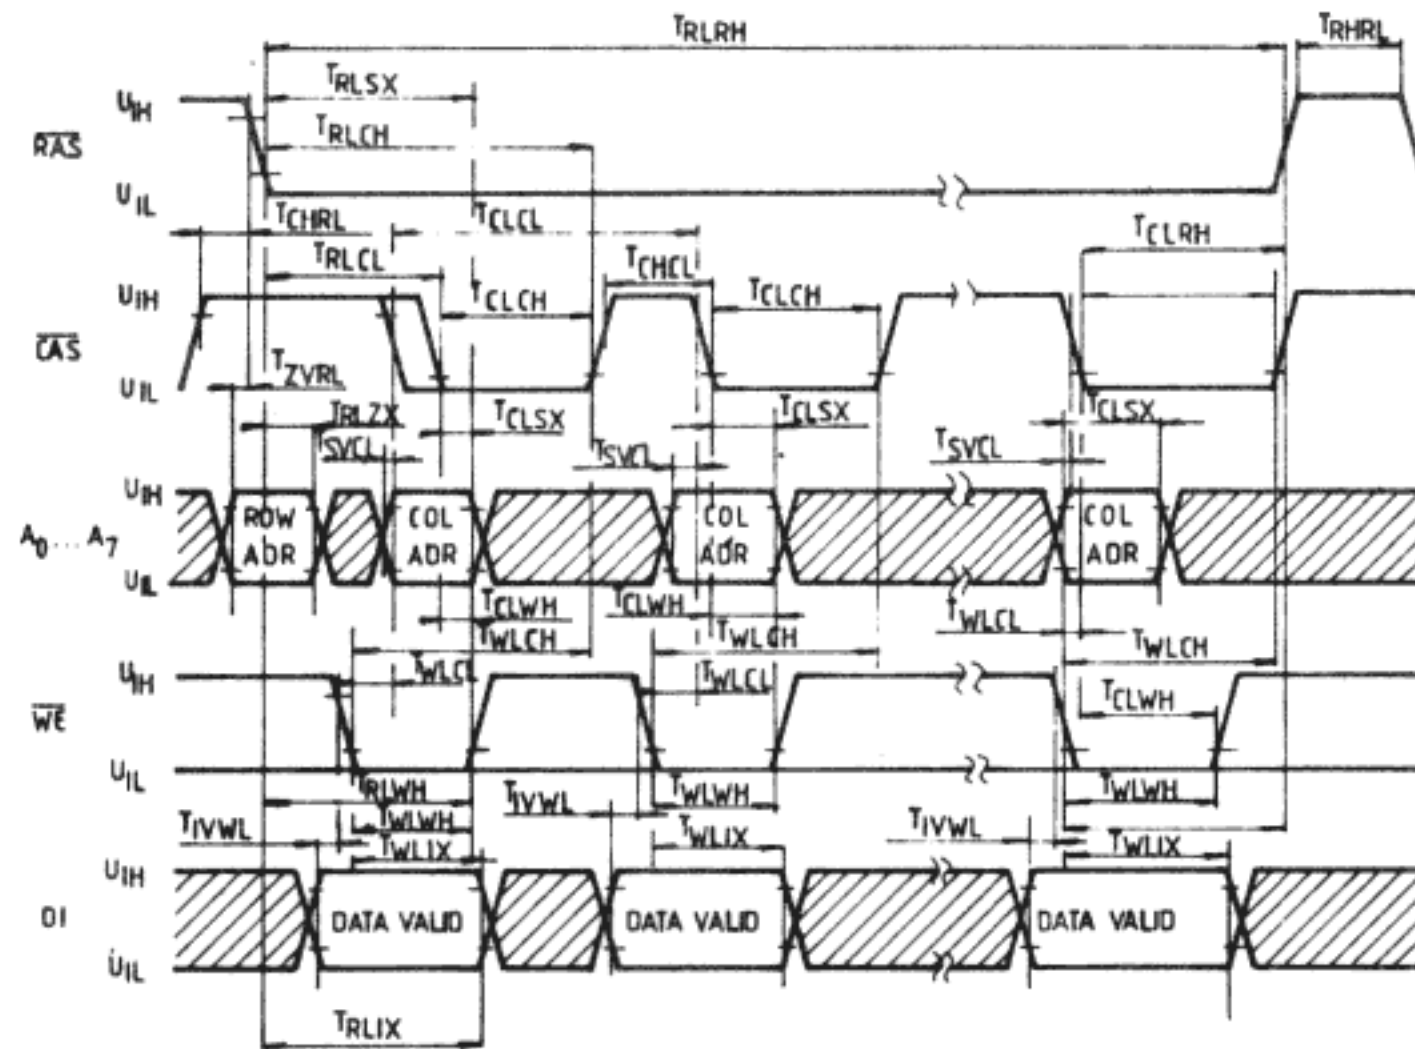 TRLRH
TRHRL
TRLSX
UIH
TRLCH
RAS
UIL
TCHRL
TCLCL
TCLRH
TRLCL
TCHCL
UIH
TCLCH
TCLCH
CAS
TZVRL
UIL
TRLZX
TCLSX
TCLSX
TCLSX
TSVCL
TSVCL
TSVCL
UIH
ROW ADR
COL ADR
COL ADR
COL ADR
A0...A7
UIL
TCLWH
TCLWH
TWLCL
TWLCH
TWLCH
TWLCH
UIH
TWLCL
TWLCL
TCLWH
WE
UIL
TRLWH
TIVWL
TWLWH
TWLWH
TIVWL
TWLWH
TIVWL
TWLIX
TWLIX
TWLIX
UIH
DI
DATA VALID
DATA VALID
DATA VALID
UIL
TRLIX